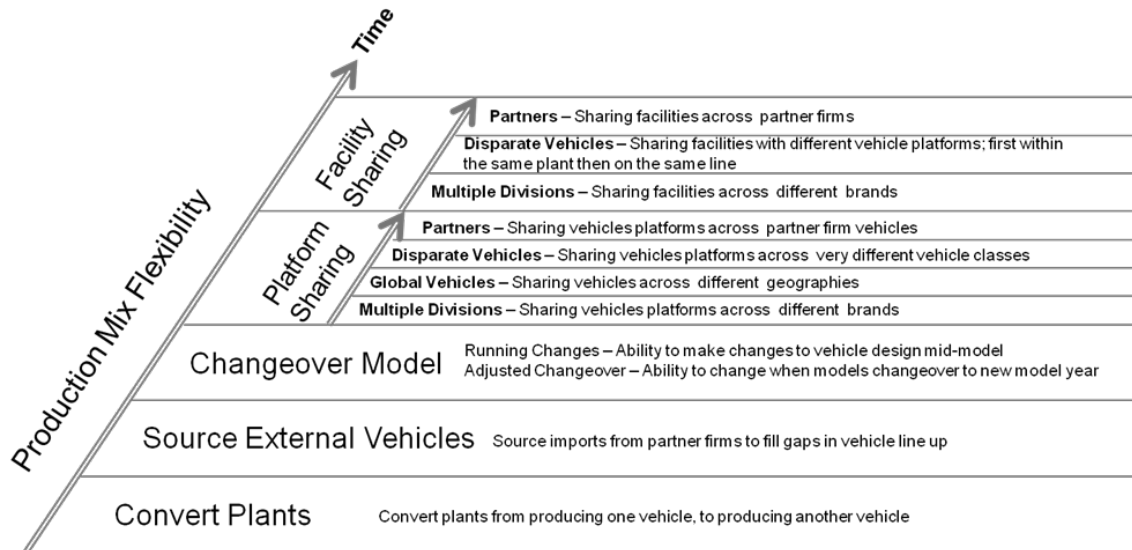 Time
Production Mix Flexibility
Facility
Sharing
Partners – Sharing facilities across partner firms
Disparate Vehicles – Sharing facilities with different vehicle platforms; first within
the same plant then on the same line
Multiple Divisions – Sharing facilities across different brands
Platform
Sharing
Partners – Sharing vehicles platforms across partner firm vehicles
Disparate Vehicles – Sharing vehicles platforms across very different vehicle classes
Global Vehicles – Sharing vehicles across different geographies
Multiple Divisions – Sharing vehicles platforms across different brands
Changeover Model
Running Changes – Ability to make changes to vehicle design mid-model
Adjusted Changeover – Ability to change when models changeover to new model year
Source External Vehicles
Source imports from partner firms to fill gaps in vehicle line up
Convert Plants
Convert plants from producing one vehicle, to producing another vehicle